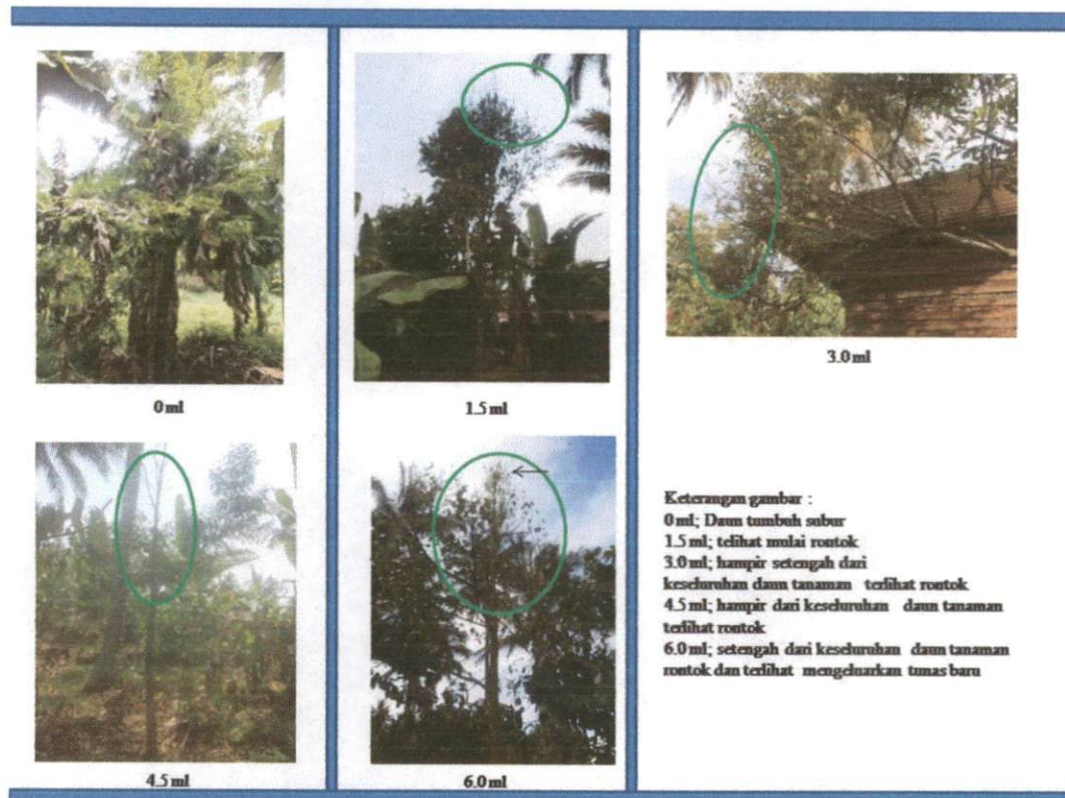 0 ml
1.5 ml
3.0 ml
4.5 ml
6.0 ml
Keterangan gambar :
0 ml; Daun tumbuh subur
1.5 ml; telihat mulai rontok
3.0 ml; hampir setengah dari
keseluruhan daun tanaman terlihat rontok
4.5 ml; hampir dari keseluruhan daun tanaman
terlihat rontok
6.0 ml; setengah dari keseluruhan daun tanaman
rontok dan terlihat mengeluarkan tunas baru